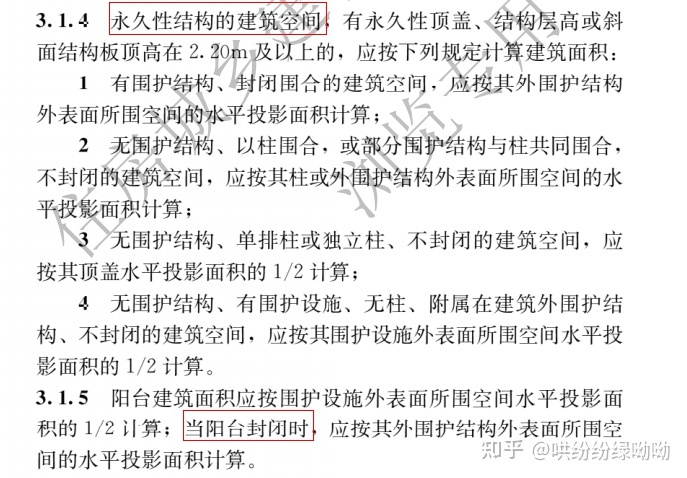 3.1.4 永久性结构的建筑空间，有永久性顶盖、结构层高或斜
面结构板顶高在 2.20m 及以上的，应按下列规定计算建筑面积：
1 有围护结构、封闭围合的建筑空间，应按其外围护结构
外表面所围空间的水平投影面积计算；
2 无围护结构、以柱围合，或部分围护结构与柱共同围合，
不封闭的建筑空间，应按其柱或外围护结构外表面所围空间的水
平投影面积计算；
3 无围护结构、单排柱或独立柱、不封闭的建筑空间，应
按其顶盖水平投影面积的 1/2 计算；
4 无围护结构、有围护设施、无柱、附属在建筑外围护结
构、不封闭的建筑空间，应按其围护设施外表面所围空间水平投
影面积的 1/2 计算。
3.1.5 阳台建筑面积应按围护设施外表面所围空间水平投影面
积的 1/2 计算；当阳台封闭时，应按其外围护结构外表面所围空
间的水平投影面积计算。
知乎 @哄纷纷绿呦呦
住房城乡建
浏览专用